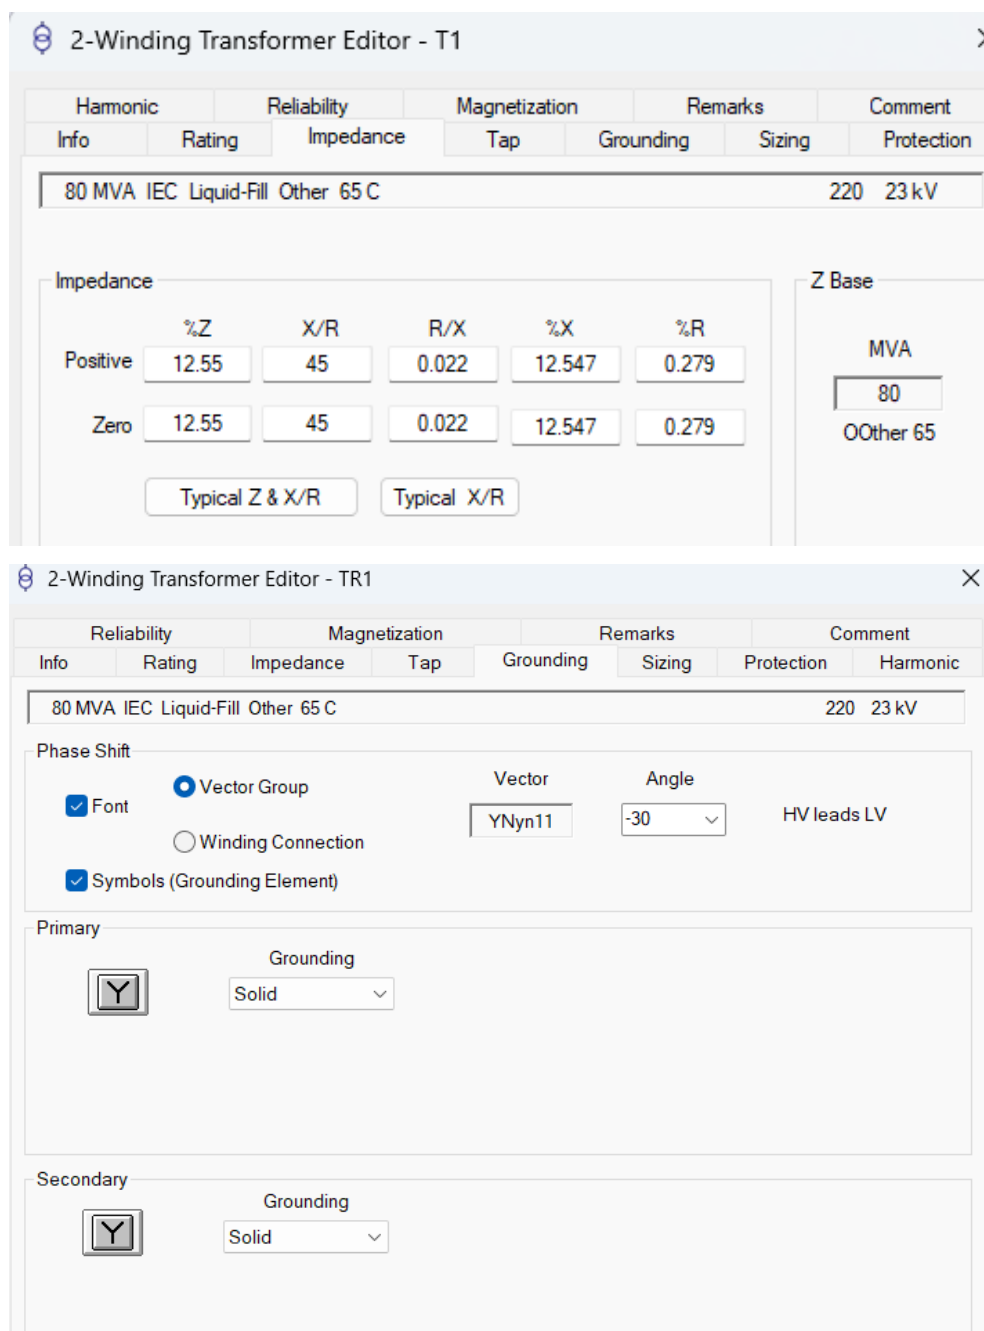 2-Winding Transformer Editor - T1
Harmonic Reliability Magnetization Remarks Comment
Info Rating Impedance Tap Grounding Sizing Protection
80 MVA IEC Liquid-Fill Other 65 C 220 23 kV
Impedance Z Base
%Z X/R R/X %X %R
MVA
Positive 12.55 45 0.022 12.547 0.279
80
Zero 12.55 45 0.022 12.547 0.279
OOther 65
Typical Z & X/R Typical X/R
2-Winding Transformer Editor - TR1
Reliability Magnetization Remarks Comment
Info Rating Impedance Tap Grounding Sizing Protection Harmonic
80 MVA IEC Liquid-Fill Other 65 C 220 23 kV
Phase Shift
Vector Group Vector Angle
Font YNyn11 -30 HV leads LV
Winding Connection
Symbols (Grounding Element)
Primary
Grounding
Y Solid
Secondary
Grounding
Y Solid